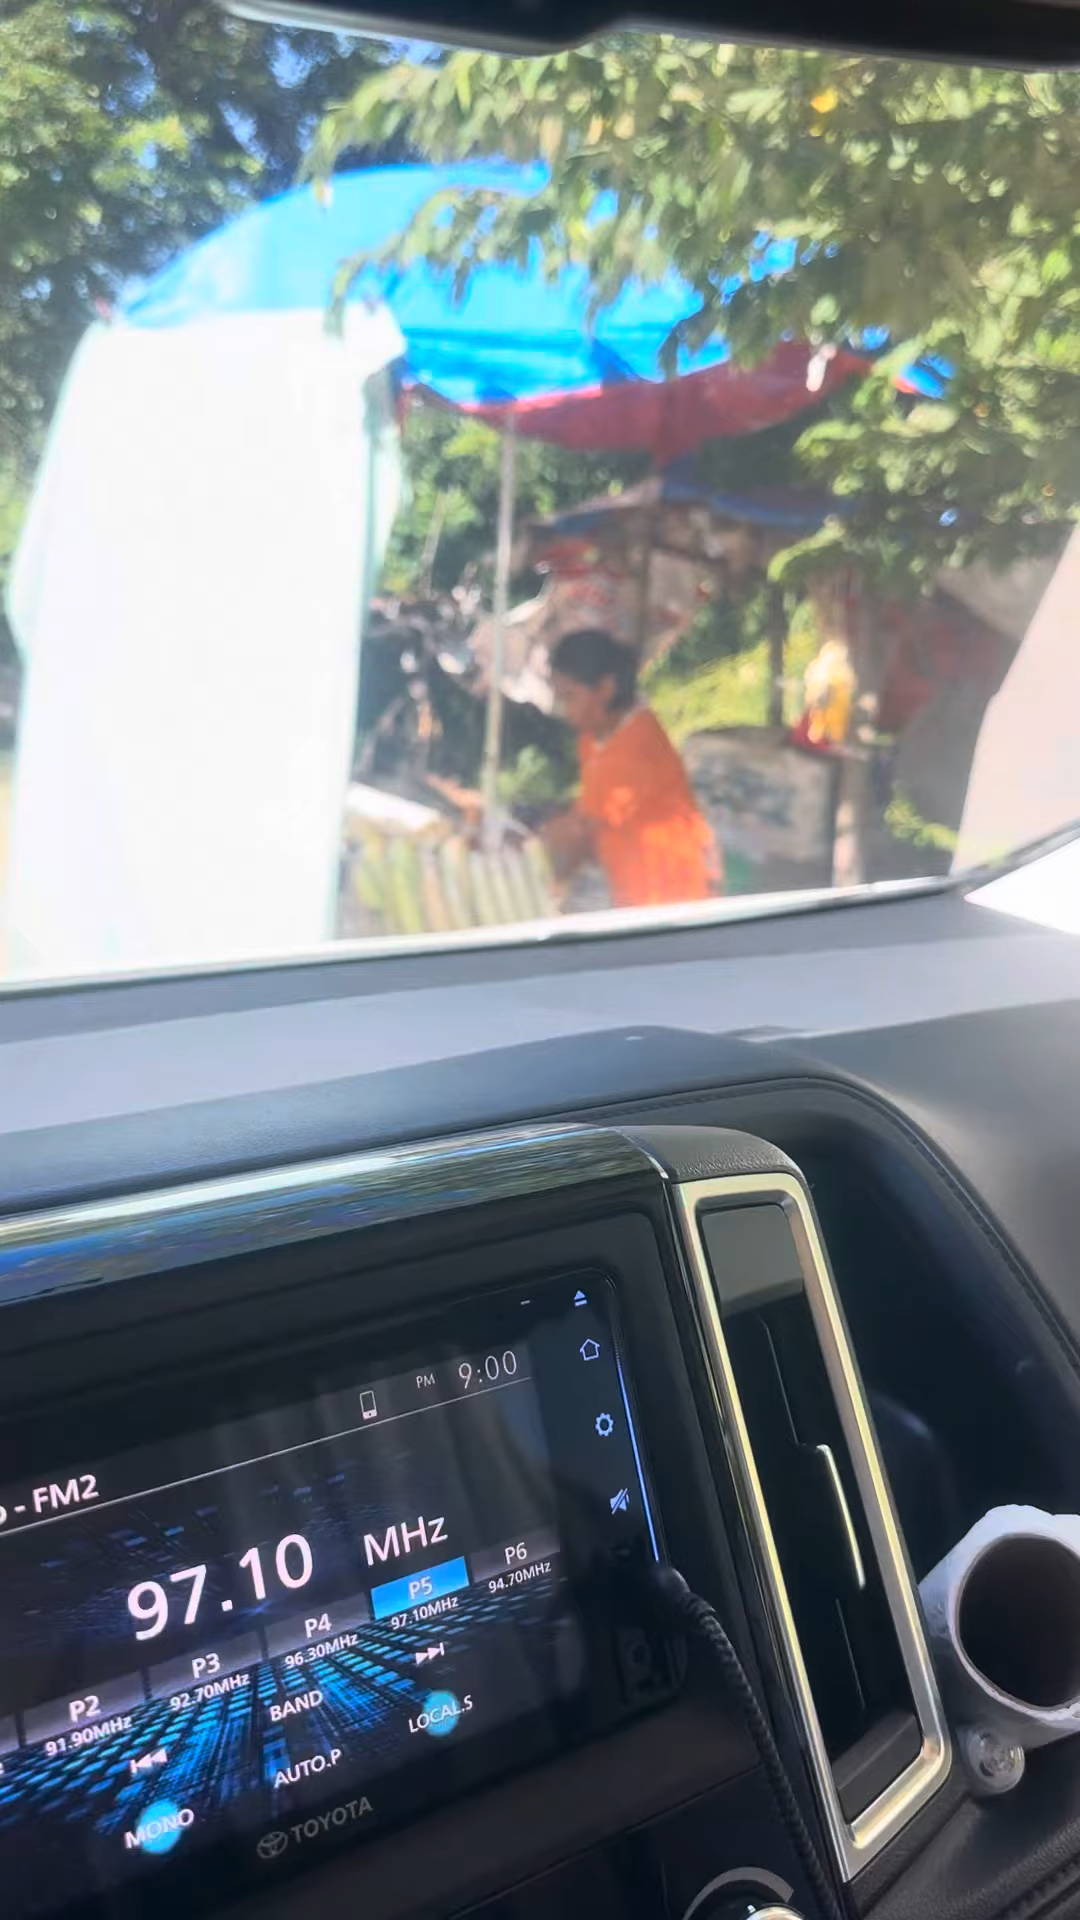 PM 9:00
- FM2
97.10 MHz
P2 P3 P4 P5 P6
91.90MHz 92.70MHz 96.30MHz 97.10MHz 94.70MHz
BAND
LOCAL.S
AUTO.P
MONO
TOYOTA